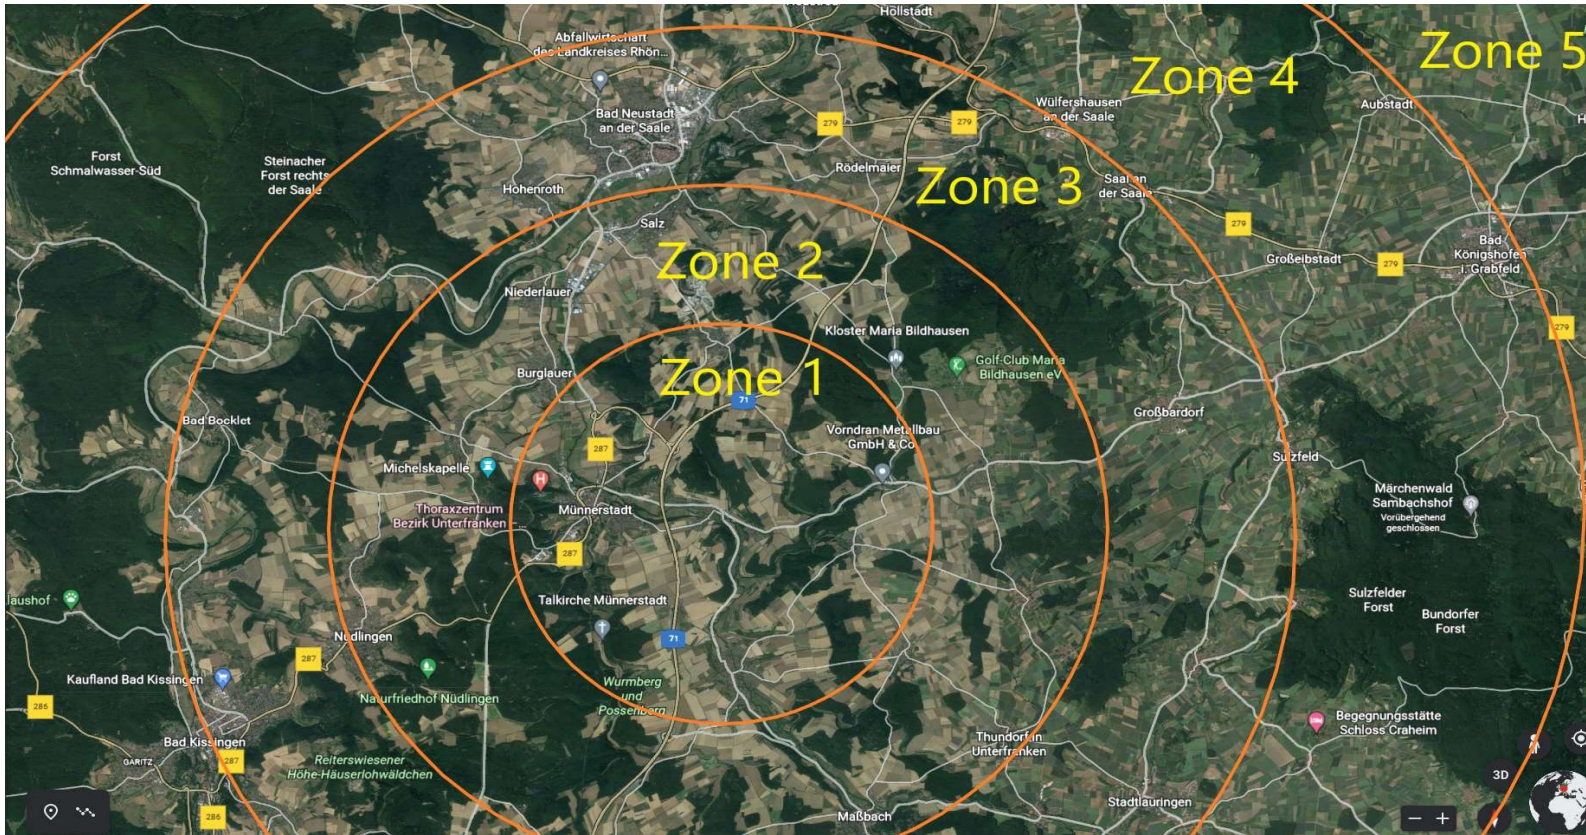 Höllstädt
Zone 5
Abfallwirtschaft
des Landkreises Rhön...
Zone 4
Wülfershausen
an der Saale
Aubstadt
Bad Neustadt
an der Saale
279
279
Forst
Schmalwasser-Süd
Steinacher
Forst rechts
der Saale
Hohenroth
Rödelmaier
Zone 3
Saal an
der Saale
Salz
279
Bad
Königshofen
i. Grabfeld
Großeibstadt
279
Zone 2
Niederlauer
279
Kloster Maria Bildhausen
Golf-Club Maria
Bildhausen eV
Burglauer
Zone 1
71
Großbardorf
Bad Bocklet
Vorndran Metallbau
GmbH & Co
287
Michelskapelle
Sulzfeld
Thoraxzentrum
Bezirk Unterfranken –...
Münnerstadt
Märchenwald
Sambachshof
Vorübergehend
geschlossen
287
laushof
Talkirche Münnerstadt
Sulzfelder
Forst
Bundorfer
Forst
Nüdlingen
71
287
Kaufland Bad Kissingen
Naturfriedhof Nüdlingen
Wurmberg
und
Possenberg
286
Bad Kissingen
GARITZ
287
Reiterswiesener
Höhe-Häuserlohwäldchen
Thundorf in
Unterfranken
Begegnungsstätte
Schloss Craheim
3D
286
Maßbach
Stadtlauringen